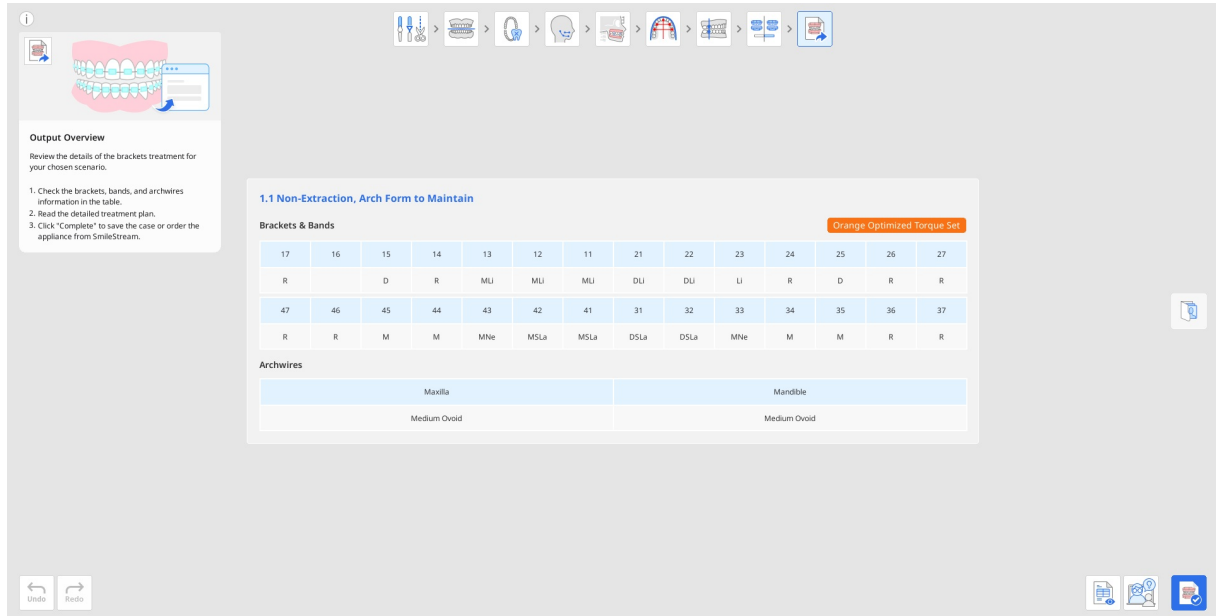 Output Overview
Review the details of the brackets treatment for
your chosen scenario.
1. Check the brackets, bands, and archwires
information in the table.
2. Read the detailed treatment plan.
3. Click "Complete" to save the case or order the
appliance from SmileStream.
1.1 Non-Extraction, Arch Form to Maintain
Brackets & Bands
Orange Optimized Torque Set
17 16 15 14 13 12 11 21 22 23 24 25 26 27
R D R MLi MLi MLi DLi DLi Li R D R R
47 46 45 44 43 42 41 31 32 33 34 35 36 37
R R M M MNe MSLa MSLa DSLa DSLa MNe M M R R
Archwires
Maxilla Mandible
Medium Ovoid Medium Ovoid
Undo Redo